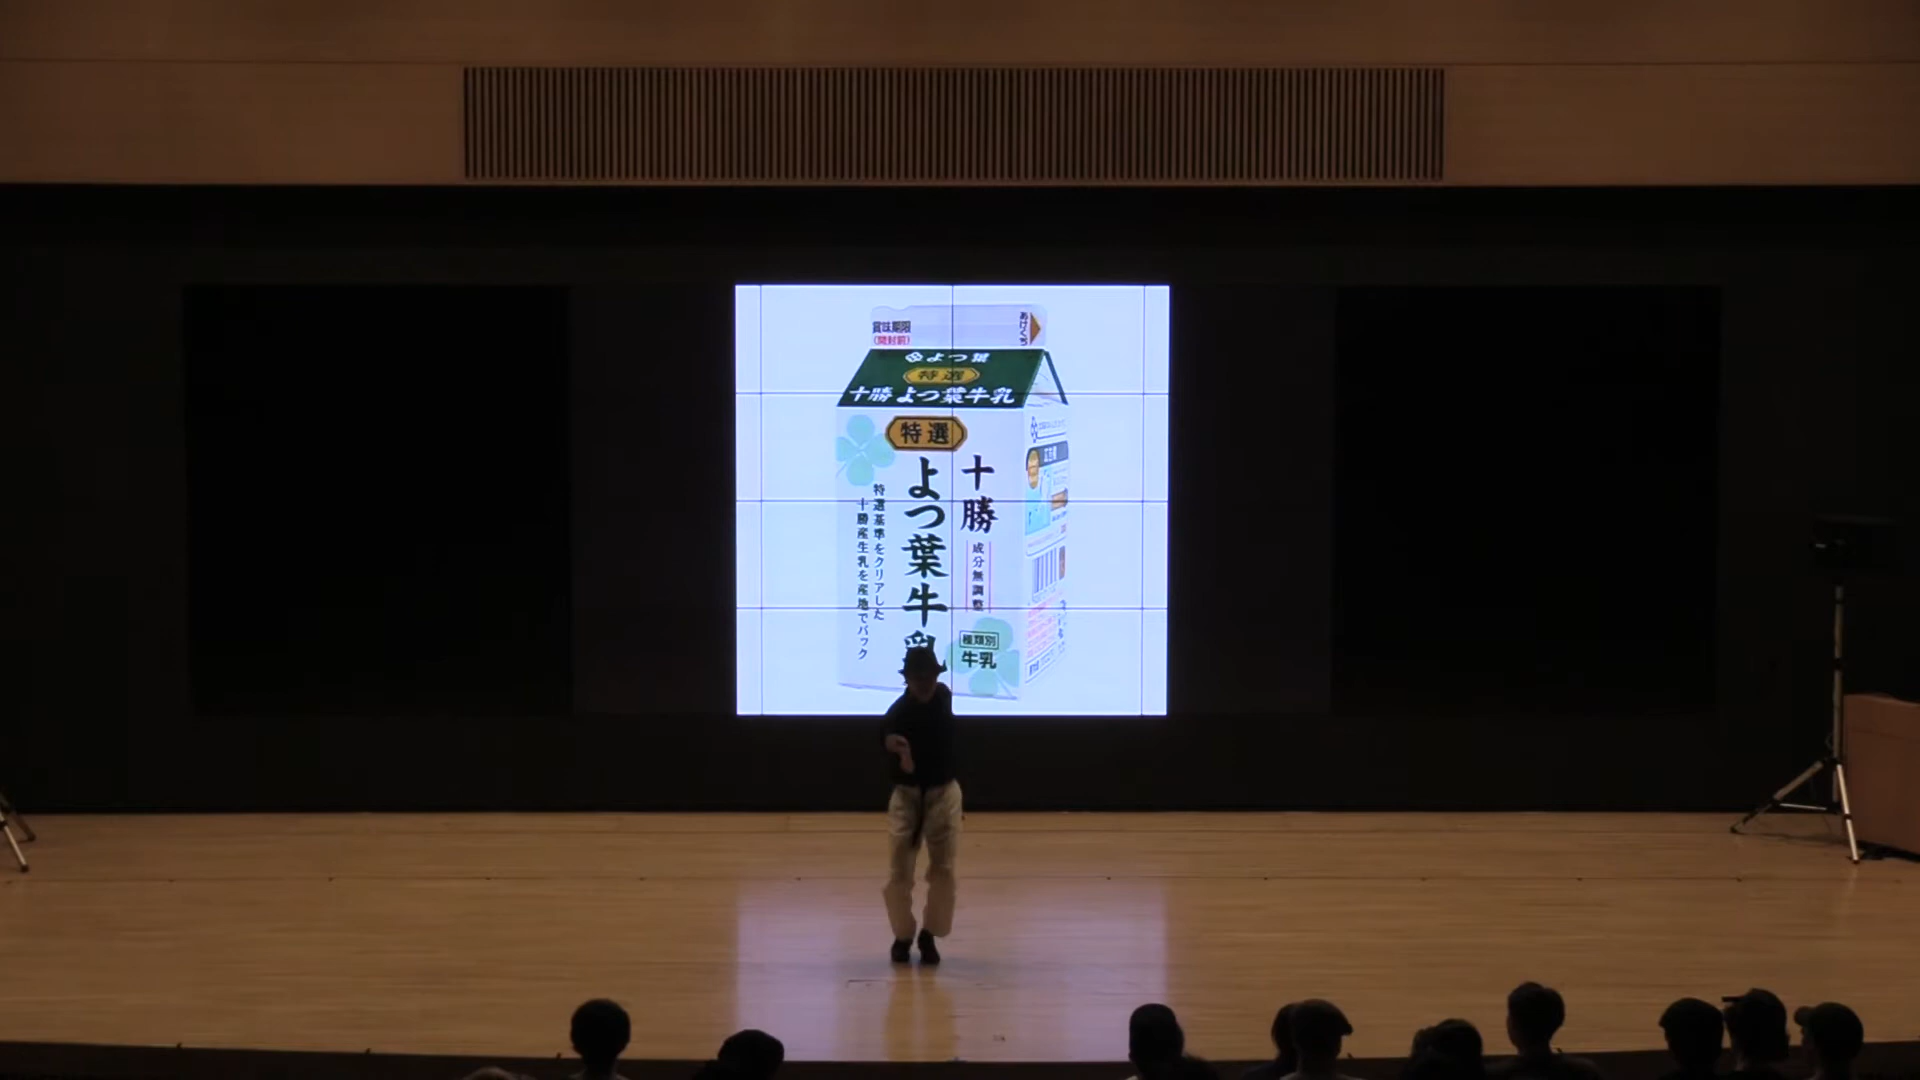 賞味期限
(開封前)
あけくち
よつ葉
特選
十勝よつ葉牛乳
特選
十勝
よつ葉牛乳
成分無調整
特選基準をクリアした
十勝産生乳を産地でパック
種類別
牛乳